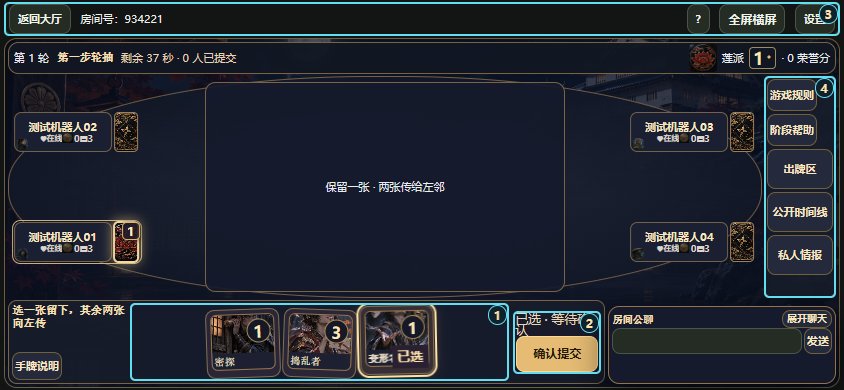 返回大厅 房间号：934221 ? 全屏横屏 设置 3
第 1 轮 第一步轮抽 剩余 37 秒 · 0 人已提交 莲派 1 · 0 荣誉分
游戏规则 4
阶段帮助
出牌区
公开时间线
私人情报
测试机器人02
在线 0 3
测试机器人03
在线 0 3
保留一张 · 两张传给左邻
测试机器人01 1
在线 0 3
测试机器人04
在线 0 3
选一张留下，其余两张
向左传
手牌说明
1 密探
3 捣乱者
1 变形 已选
1
已选 · 等待确
认
2
确认提交
房间公聊 展开聊天
发送